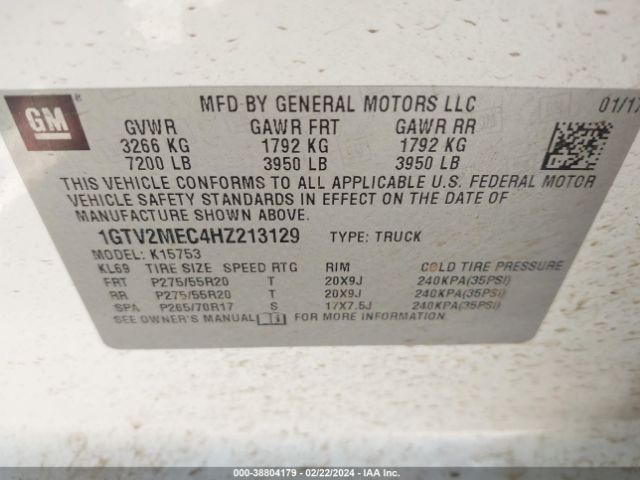 GM
MFD BY GENERAL MOTORS LLC 01/17
GVWR GAWR FRT GAWR RR
3266 KG 1792 KG 1792 KG
7200 LB 3950 LB 3950 LB
THIS VEHICLE CONFORMS TO ALL APPLICABLE U.S. FEDERAL MOTOR
VEHICLE SAFETY STANDARDS IN EFFECT ON THE DATE OF
MANUFACTURE SHOWN ABOVE.
1GTV2MEC4HZ213129 TYPE: TRUCK
MODEL: K15753
KL69 TIRE SIZE SPEED RTG RIM COLD TIRE PRESSURE
FRT P275/55R20 T 20X9J 240KPA(35PSI)
RR P275/55R20 T 20X9J 240KPA(35PSI)
SPA P265/70R17 S 17X7.5J 240KPA(35PSI)
SEE OWNER'S MANUAL FOR MORE INFORMATION.
000-38804179 - 02/22/2024 - IAA Inc.